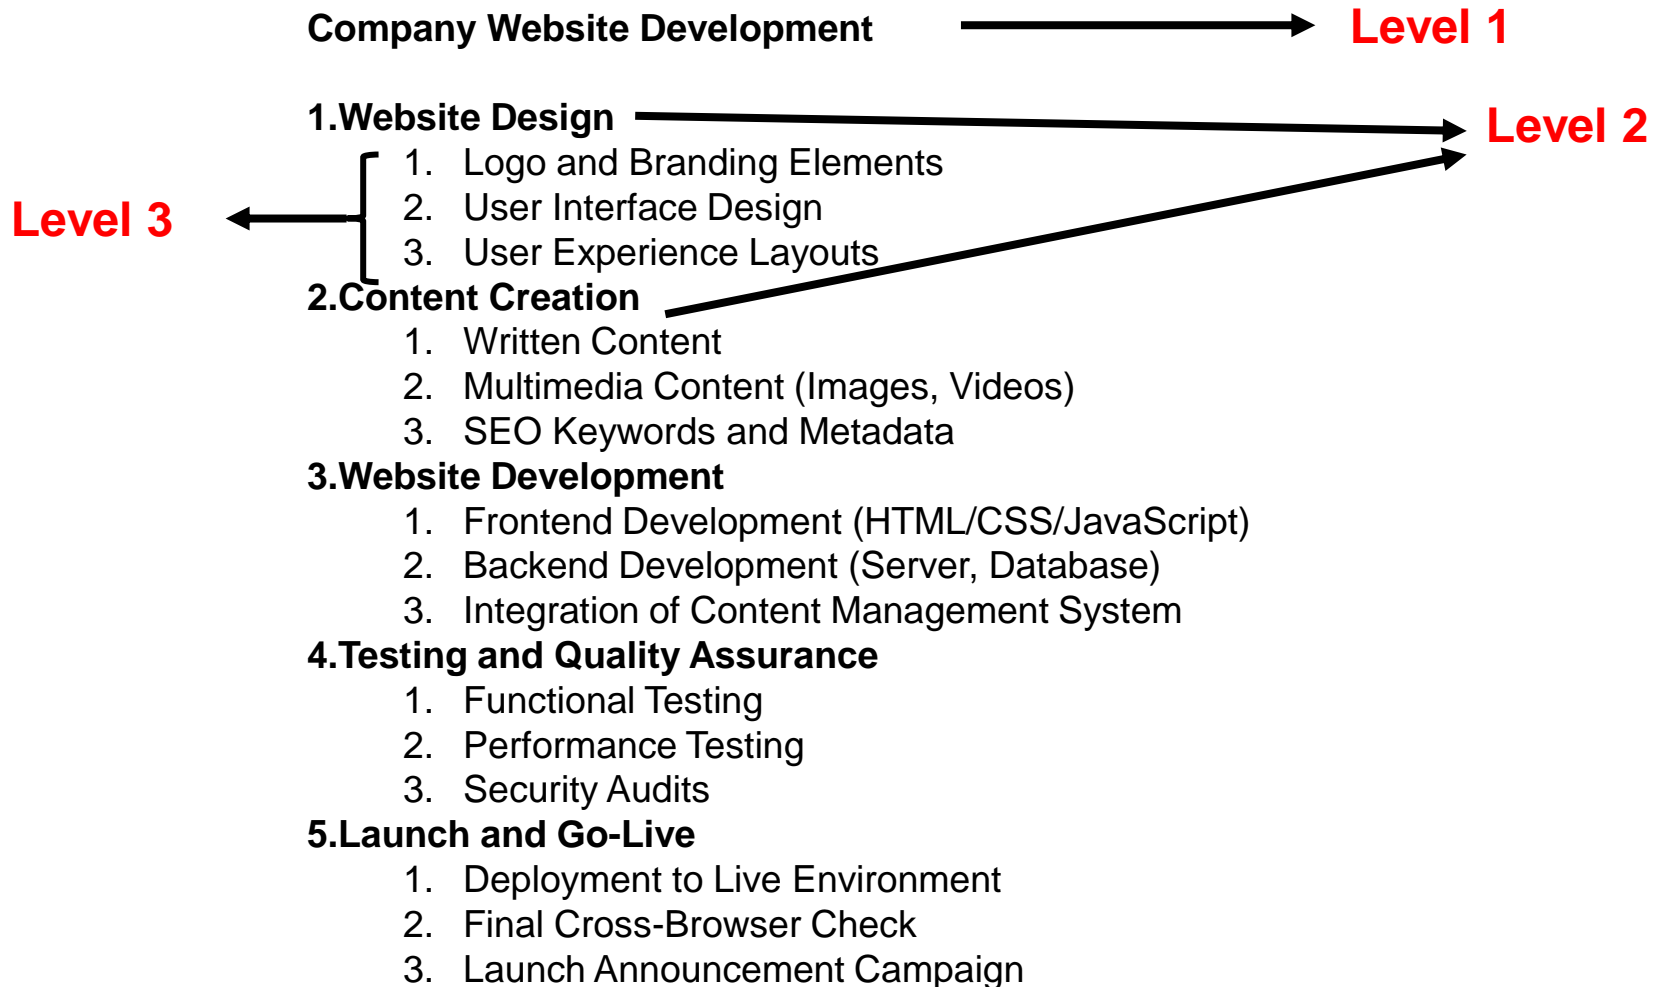 Company Website Development
Level 1
1.Website Design
Level 2
1. Logo and Branding Elements
2. User Interface Design
Level 3
3. User Experience Layouts
2.Content Creation
1. Written Content
2. Multimedia Content (Images, Videos)
3. SEO Keywords and Metadata
3.Website Development
1. Frontend Development (HTML/CSS/JavaScript)
2. Backend Development (Server, Database)
3. Integration of Content Management System
4.Testing and Quality Assurance
1. Functional Testing
2. Performance Testing
3. Security Audits
5.Launch and Go-Live
1. Deployment to Live Environment
2. Final Cross-Browser Check
3. Launch Announcement Campaign